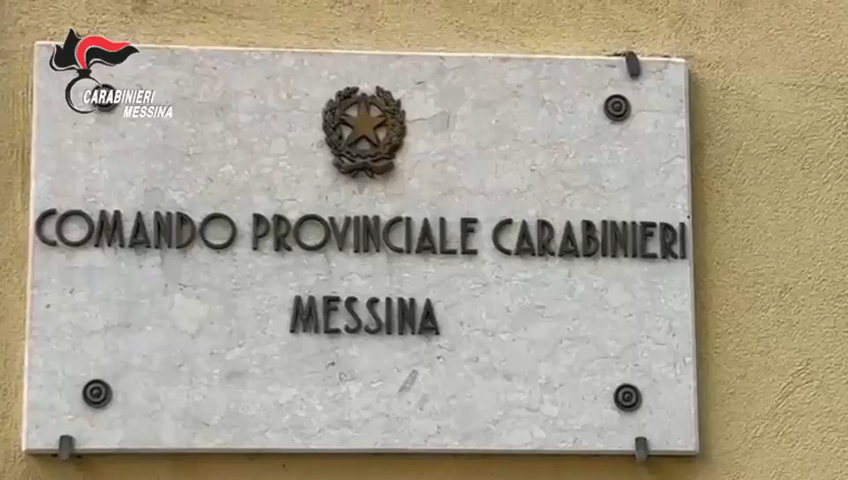 CARABINIERI
MESSINA
COMANDO PROVINCIALE CARABINIERI
MESSINA